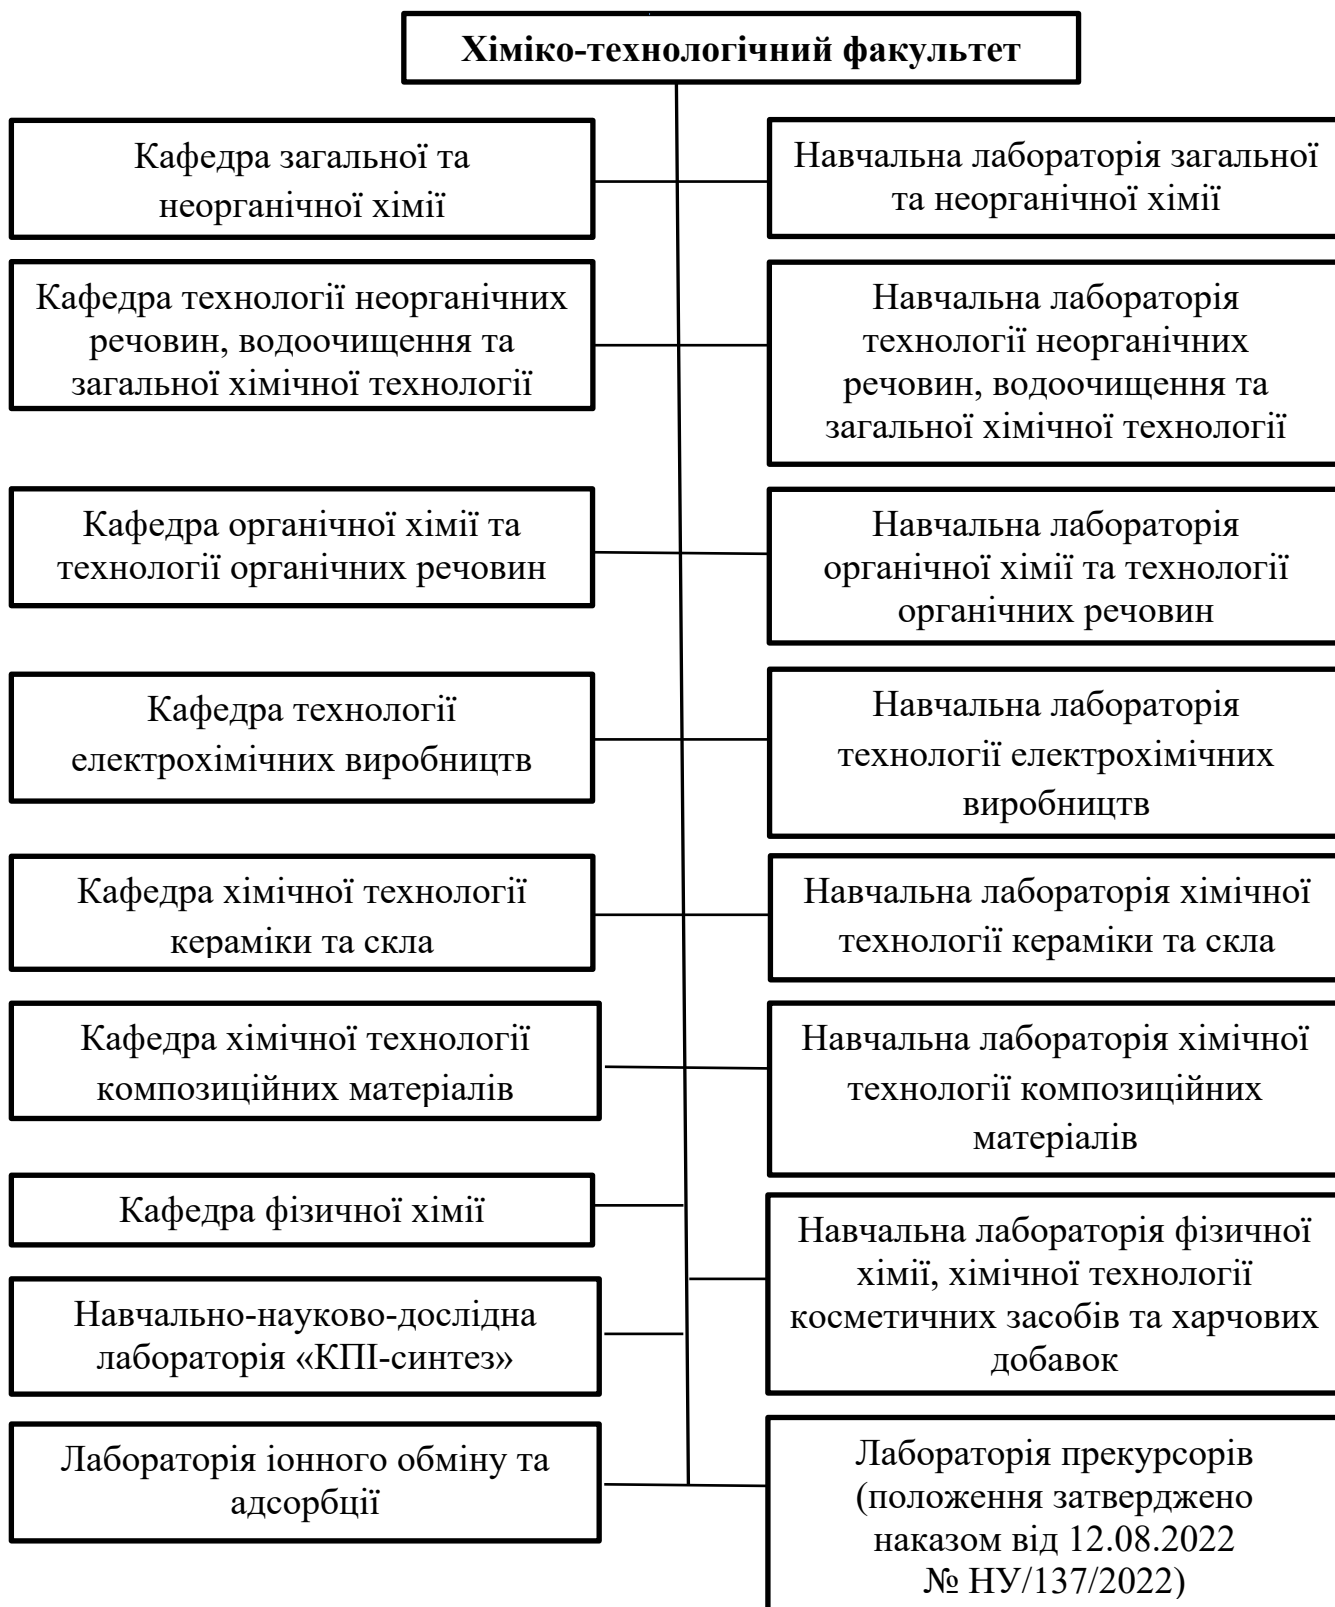 Хіміко-технологічний факультет
Кафедра загальної та
неорганічної хімії
Навчальна лабораторія загальної
та неорганічної хімії
Кафедра технології неорганічних
речовин, водоочищення та
загальної хімічної технології
Навчальна лабораторія
технології неорганічних
речовин, водоочищення та
загальної хімічної технології
Кафедра органічної хімії та
технології органічних речовин
Навчальна лабораторія
органічної хімії та технології
органічних речовин
Кафедра технології
електрохімічних виробництв
Навчальна лабораторія
технології електрохімічних
виробництв
Кафедра хімічної технології
кераміки та скла
Навчальна лабораторія хімічної
технології кераміки та скла
Кафедра хімічної технології
композиційних матеріалів
Навчальна лабораторія хімічної
технології композиційних
матеріалів
Кафедра фізичної хімії
Навчальна лабораторія фізичної
хімії, хімічної технології
косметичних засобів та харчових
добавок
Навчально-науково-дослідна
лабораторія «КПІ-синтез»
Лабораторія іонного обміну та
адсорбції
Лабораторія прекурсорів
(положення затверджено
наказом від 12.08.2022
№ НУ/137/2022)